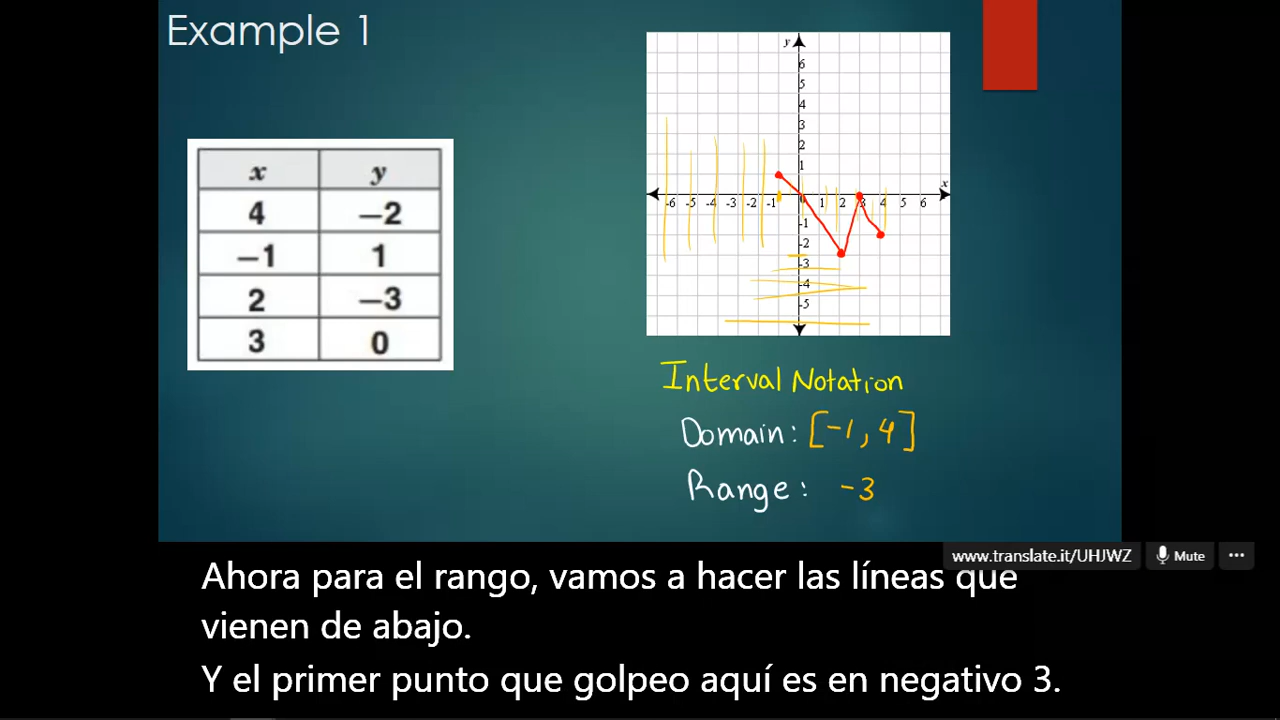 Example 1
x y
4 −2
−1 1
2 −3
3 0
y
6
5
4
3
2
1
x
-6 -5 -4 -3 -2 -1 0 1 2 3 4 5 6
-1
-2
-3
-4
-5
Interval Notation
Domain: [-1, 4]
Range: -3
www.translate.it/UHJWZ Mute ...
Ahora para el rango, vamos a hacer las líneas que
vienen de abajo.
Y el primer punto que golpeo aquí es en negativo 3.